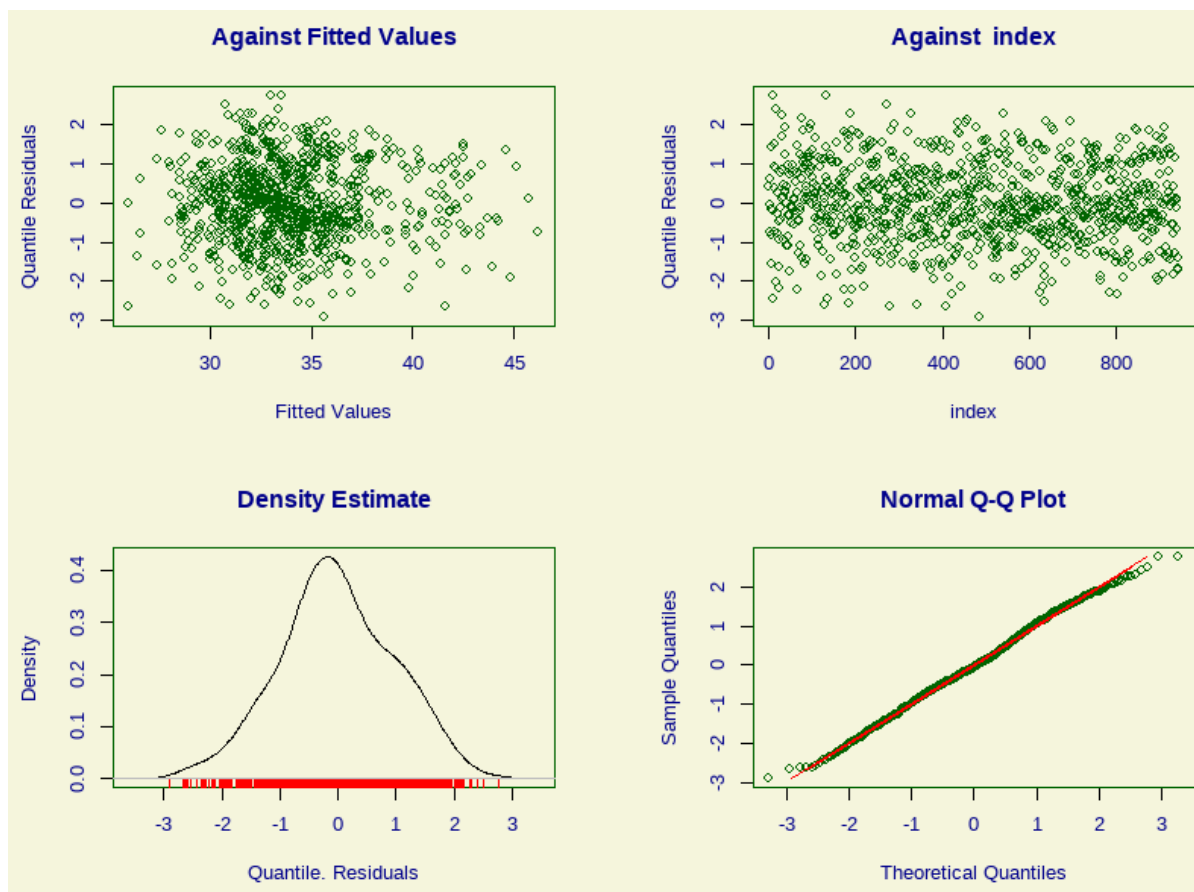 Against Fitted Values
Quantile Residuals
2
1
0
-1
-2
-3
30 35 40 45
Fitted Values
Against index
Quantile Residuals
2
1
0
-1
-2
-3
0 200 400 600 800
index
Density Estimate
Density
0.4
0.3
0.2
0.1
0.0
-3 -2 -1 0 1 2 3
Quantile. Residuals
Normal Q-Q Plot
Sample Quantiles
2
1
0
-1
-2
-3
-3 -2 -1 0 1 2 3
Theoretical Quantiles